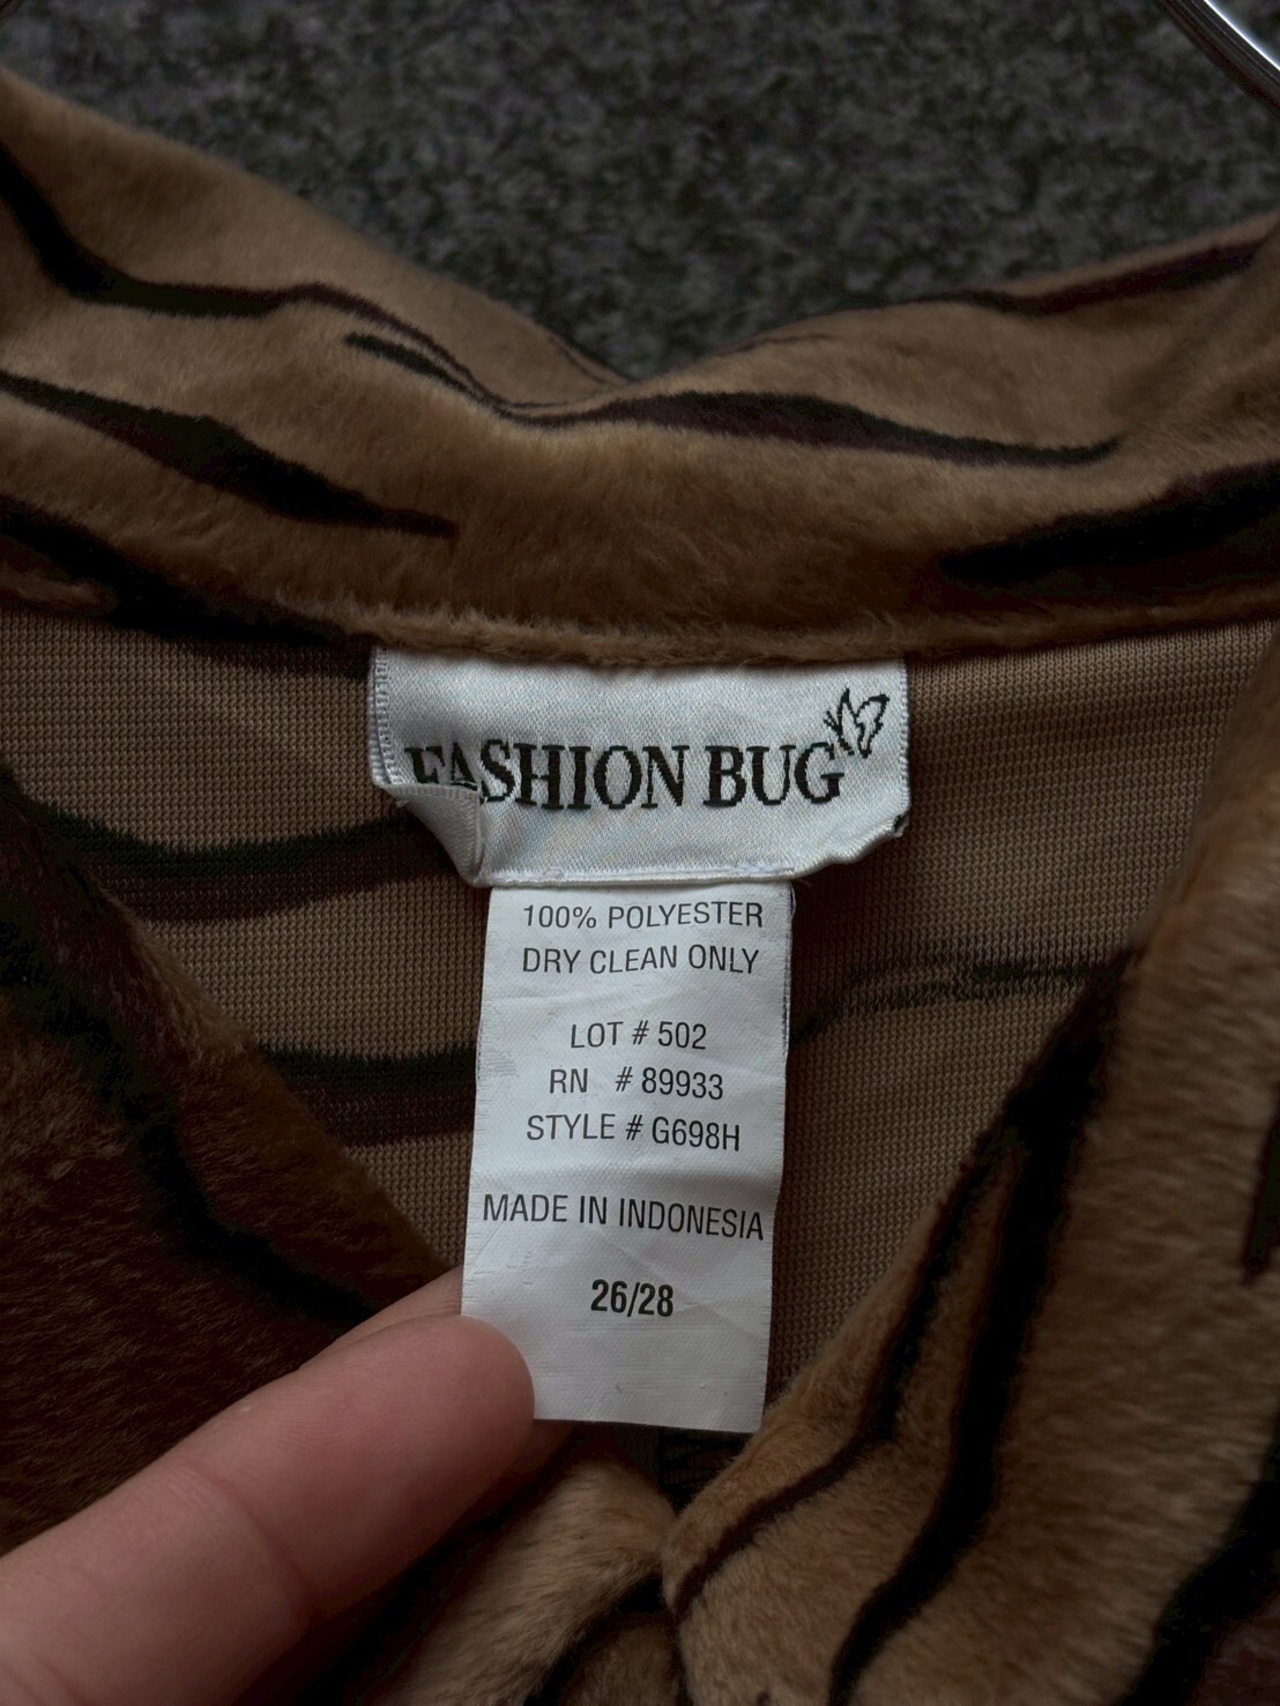 FASHION BUG
100% POLYESTER
DRY CLEAN ONLY
LOT # 502
RN # 89933
STYLE # G698H
MADE IN INDONESIA
26/28